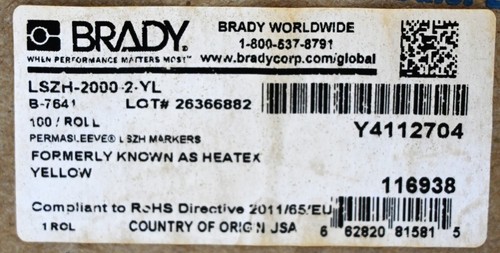 BRADY.
WHEN PERFORMANCE MATTERS MOST™
BRADY WORLDWIDE
1-800-537-8791
www.bradycorp.com/global
LSZH-2000-2-YL
B-7641 LOT# 26366882
100 / ROLL
Y4112704
PERMASLEEVE® LSZH MARKERS
FORMERLY KNOWN AS HEATEX
YELLOW
116938
Compliant to RoHS Directive 2011/65/EU
1 ROL COUNTRY OF ORIGIN USA
6 62820 81581 5